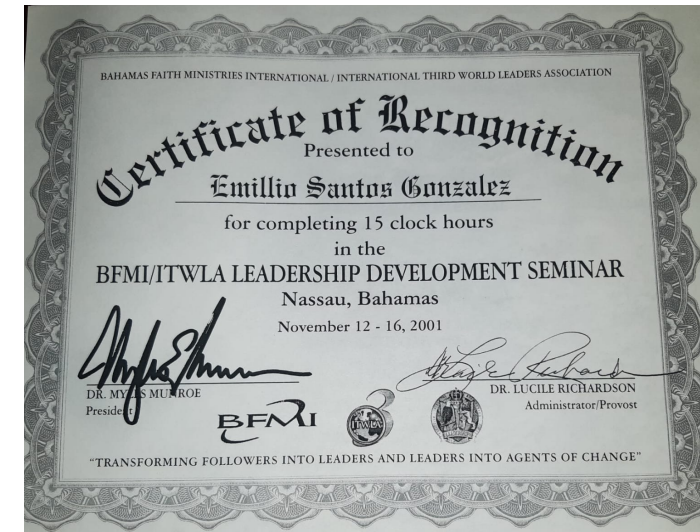 BAHAMAS FAITH MINISTRIES INTERNATIONAL / INTERNATIONAL THIRD WORLD LEADERS ASSOCIATION
Certificate of Recognition
Presented to
Emillio Santos Gonzalez
for completing 15 clock hours
in the
BFMI/ITWLA LEADERSHIP DEVELOPMENT SEMINAR
Nassau, Bahamas
November 12 - 16, 2001
DR. MYLES MUNROE
President
DR. LUCILE RICHARDSON
Administrator/Provost
BFMI
ITWLA
"TRANSFORMING FOLLOWERS INTO LEADERS AND LEADERS INTO AGENTS OF CHANGE"